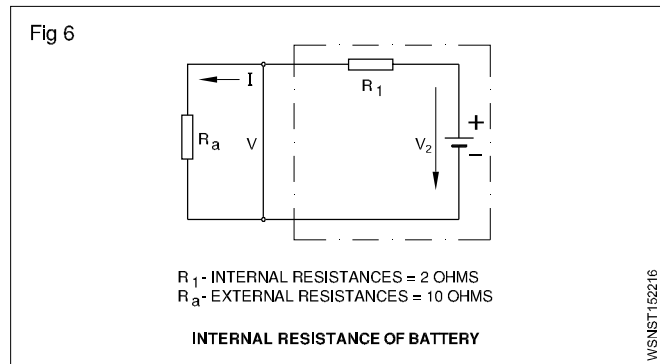 Fig 6
I
R1
Ra
V
V2
+
–
R1- INTERNAL RESISTANCES = 2 OHMS
Ra- EXTERNAL RESISTANCES = 10 OHMS
INTERNAL RESISTANCE OF BATTERY
WSNST152216